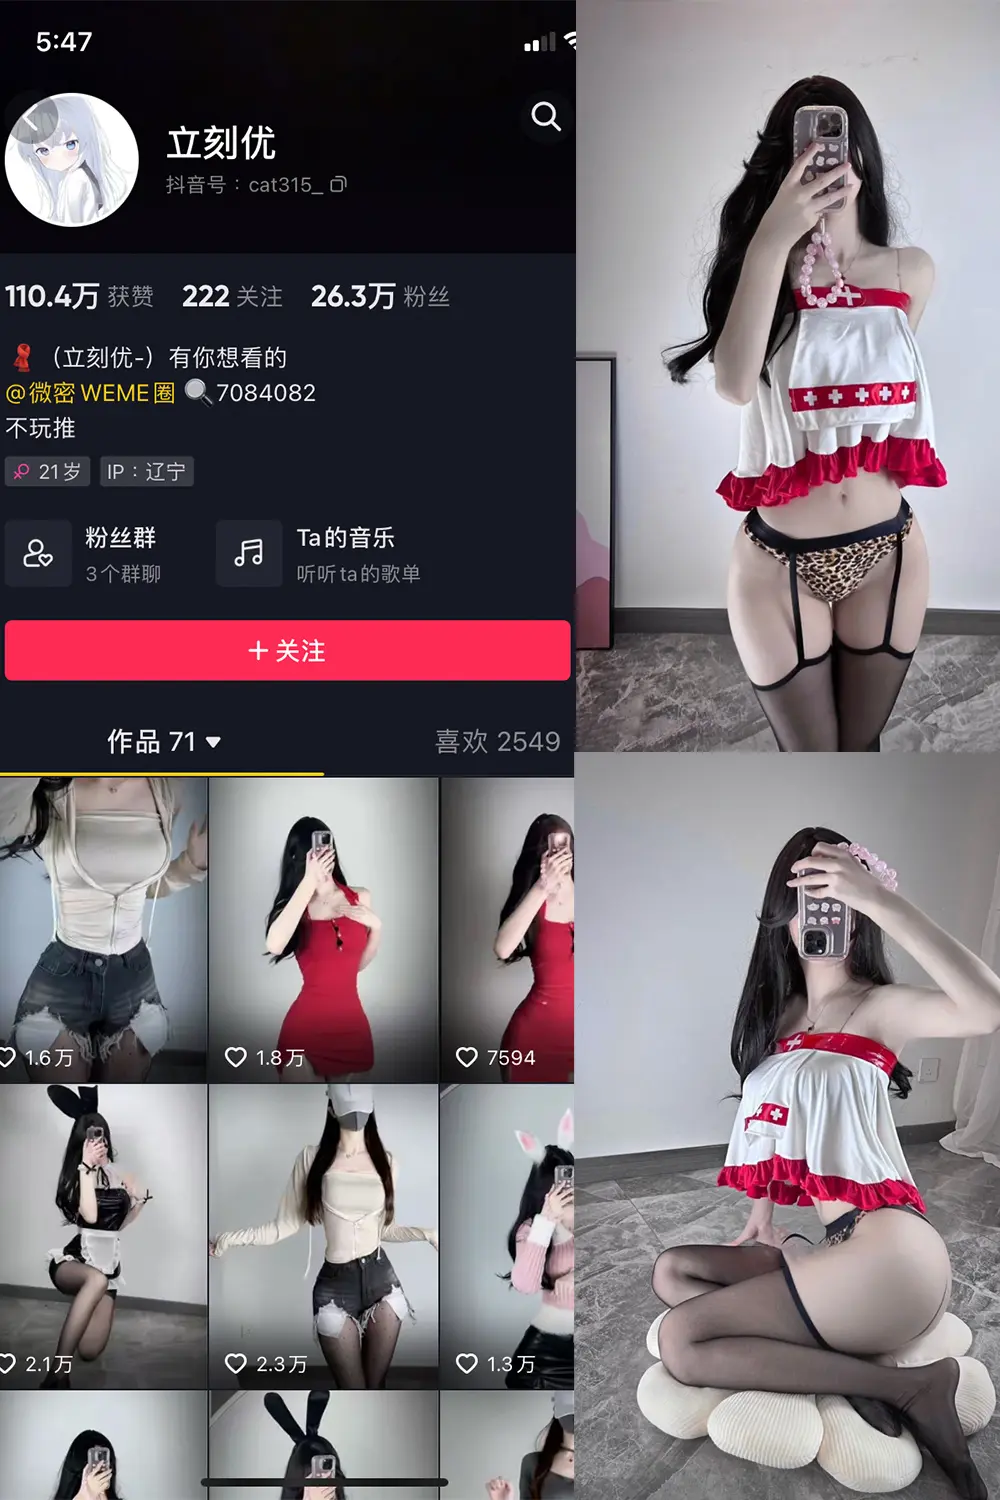 5:47
立刻优
抖音号：cat315_
110.4万 获赞 222 关注 26.3万 粉丝
（立刻优-）有你想看的
@微密 WEME圈 🔍7084082
不玩推
21岁 IP：辽宁
粉丝群
3个群聊
Ta的音乐
听听ta的歌单
+ 关注
作品 71 喜欢 2549
1.6万 1.8万 7594
2.1万 2.3万 1.3万